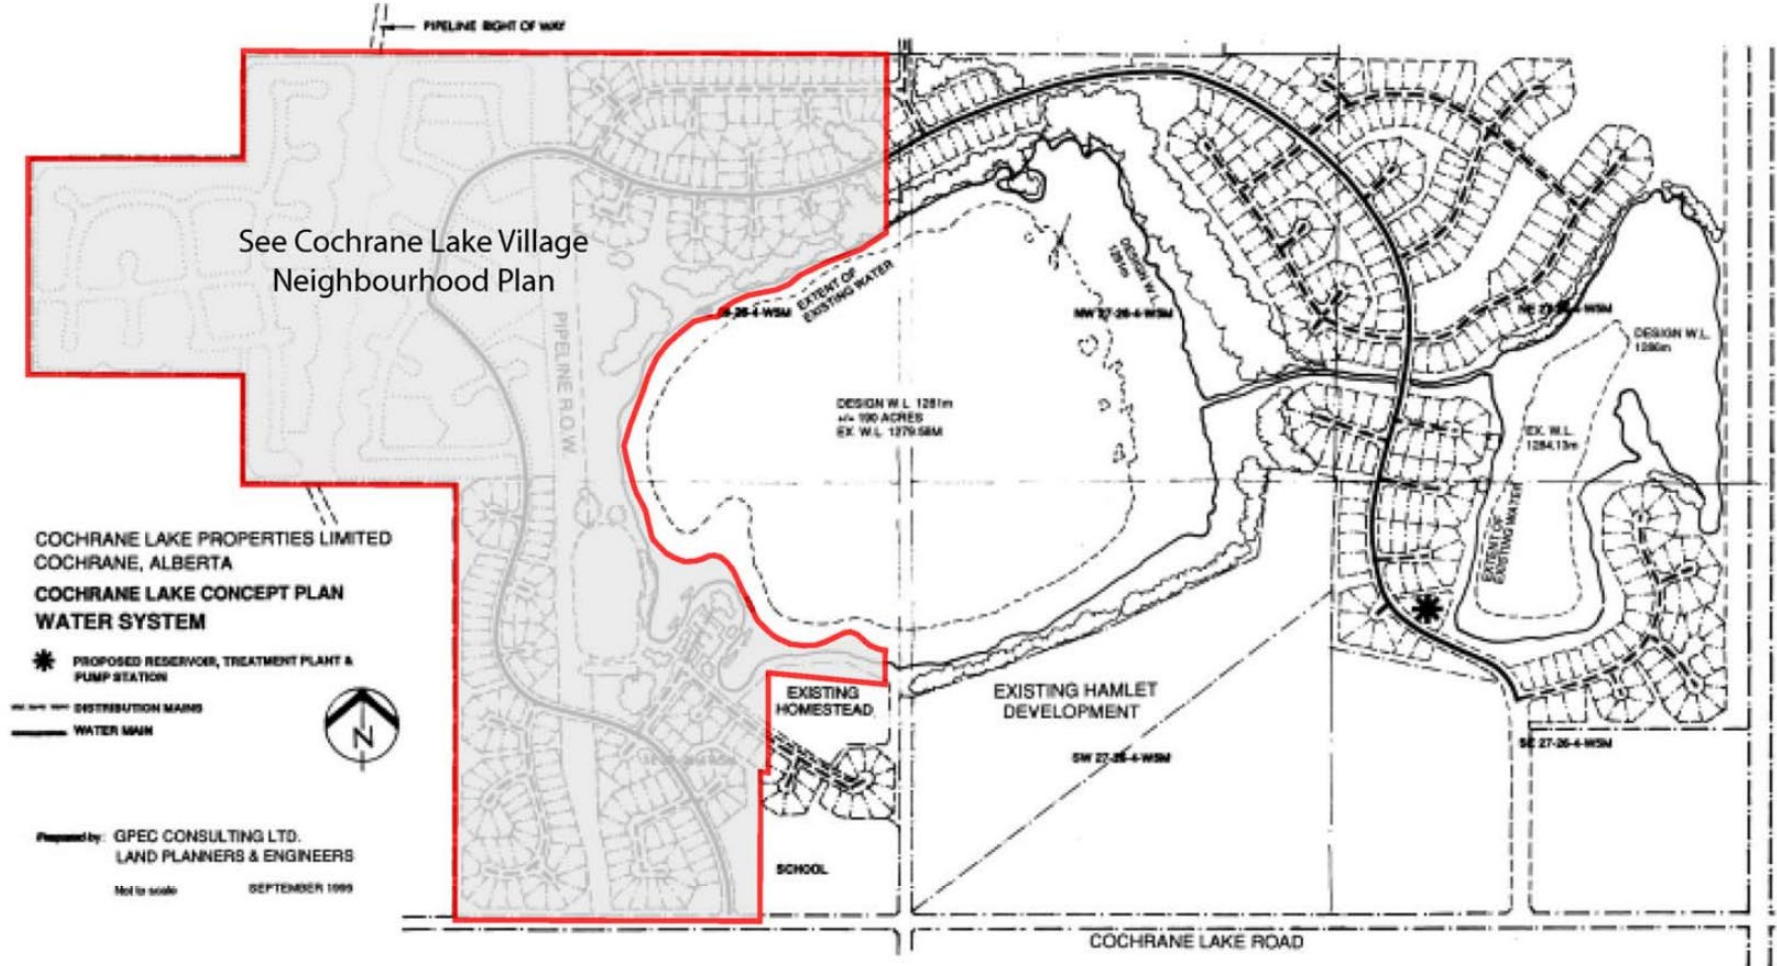 PIPELINE RIGHT OF WAY
See Cochrane Lake Village
Neighbourhood Plan
EXTENT OF
EXISTING WATER
DESIGN W.L.
1281m
NW 27-26-4-W5M
DESIGN W.L.
1286m
PIPELINE R.O.W.
DESIGN W.L. 1281m
+/- 190 ACRES
EX. W.L. 1279.58M
EX. W.L.
1284.13m
EXTENT OF
EXISTING WATER
COCHRANE LAKE PROPERTIES LIMITED
COCHRANE, ALBERTA
COCHRANE LAKE CONCEPT PLAN
WATER SYSTEM
PROPOSED RESERVOIR, TREATMENT PLANT &
PUMP STATION
DISTRIBUTION MAINS
WATER MAIN
N
EXISTING
HOMESTEAD
EXISTING HAMLET
DEVELOPMENT
SW 27-26-4-W5M
SE 27-26-4-W5M
Prepared by: GPEC CONSULTING LTD.
LAND PLANNERS & ENGINEERS
Not to scale SEPTEMBER 1999
SCHOOL
COCHRANE LAKE ROAD